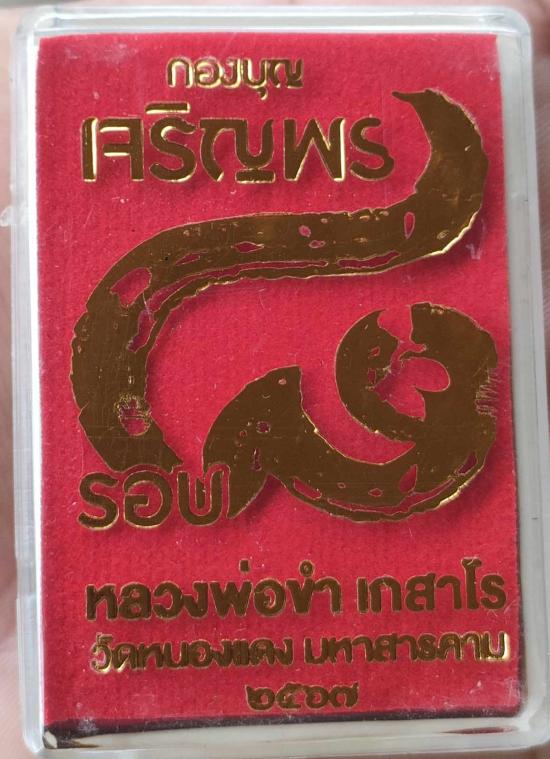 กองบุญ
เจริญพร
๘
รอบ
หลวงพ่อขำ เกสาโร
วัดหนองแดง มหาสารคาม
๒๕๖๗